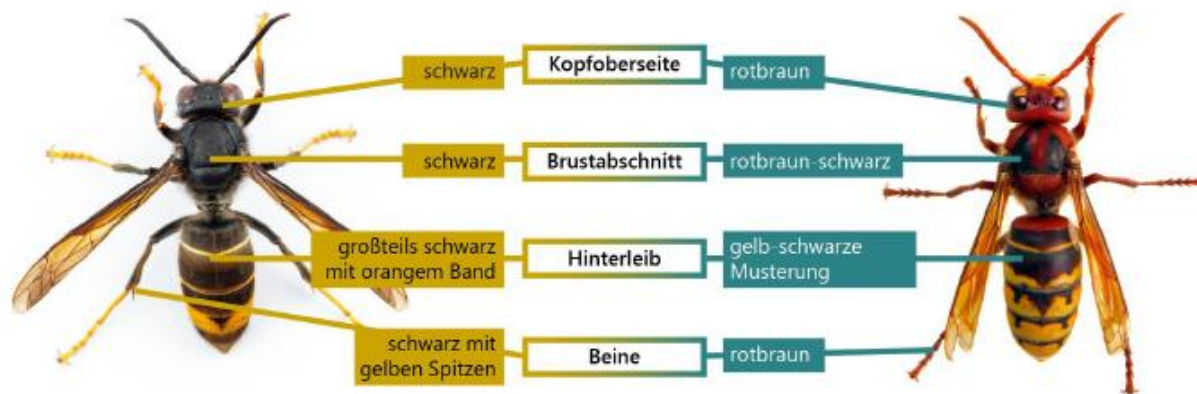 schwarz
Kopfoberseite
rotbraun
schwarz
Brustabschnitt
rotbraun-schwarz
großteils schwarz
mit orangem Band
Hinterleib
gelb-schwarze
Musterung
schwarz mit
gelben Spitzen
Beine
rotbraun